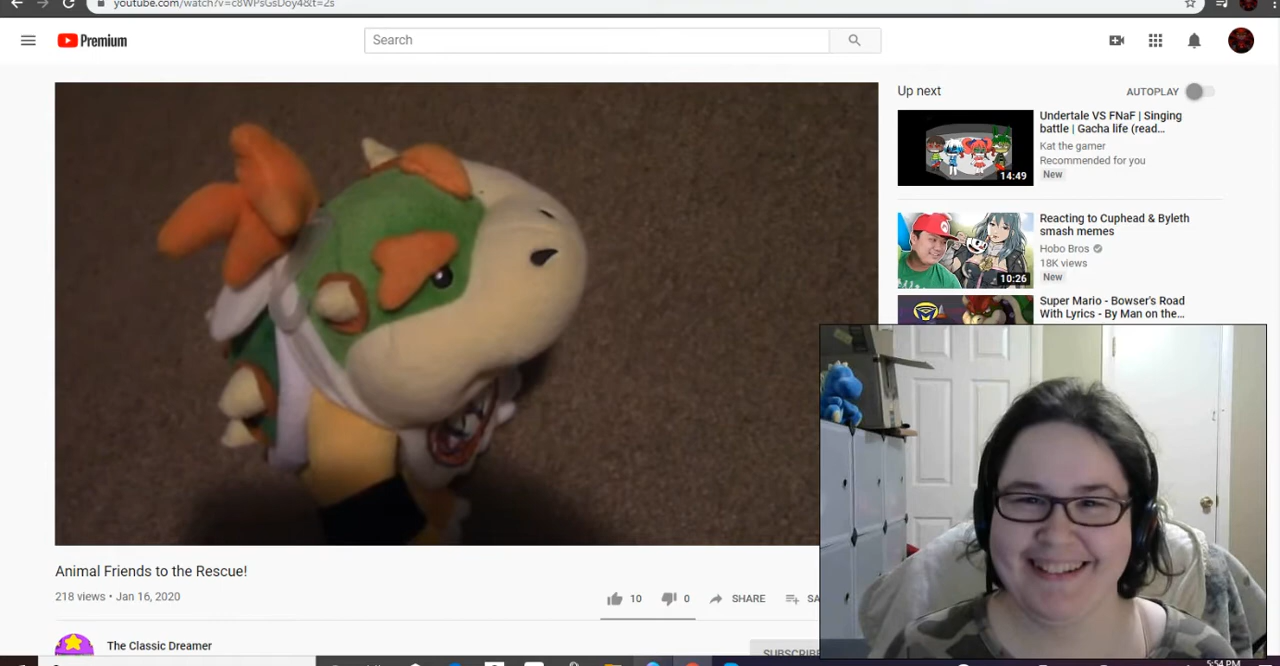 youtube.com/watch?v=c8WPsGsDoy4&t=2s
Premium
Search
Up next
AUTOPLAY
14:49
Undertale VS FNaF | Singing
battle | Gacha life (read...
Kat the gamer
Recommended for you
New
10:26
Reacting to Cuphead & Byleth
smash memes
Hobo Bros
18K views
New
Super Mario - Bowser's Road
With Lyrics - By Man on the...
Animal Friends to the Rescue!
218 views • Jan 16, 2020
10
0
SHARE
SA
The Classic Dreamer
SUBSCRIBE
5:54 PM